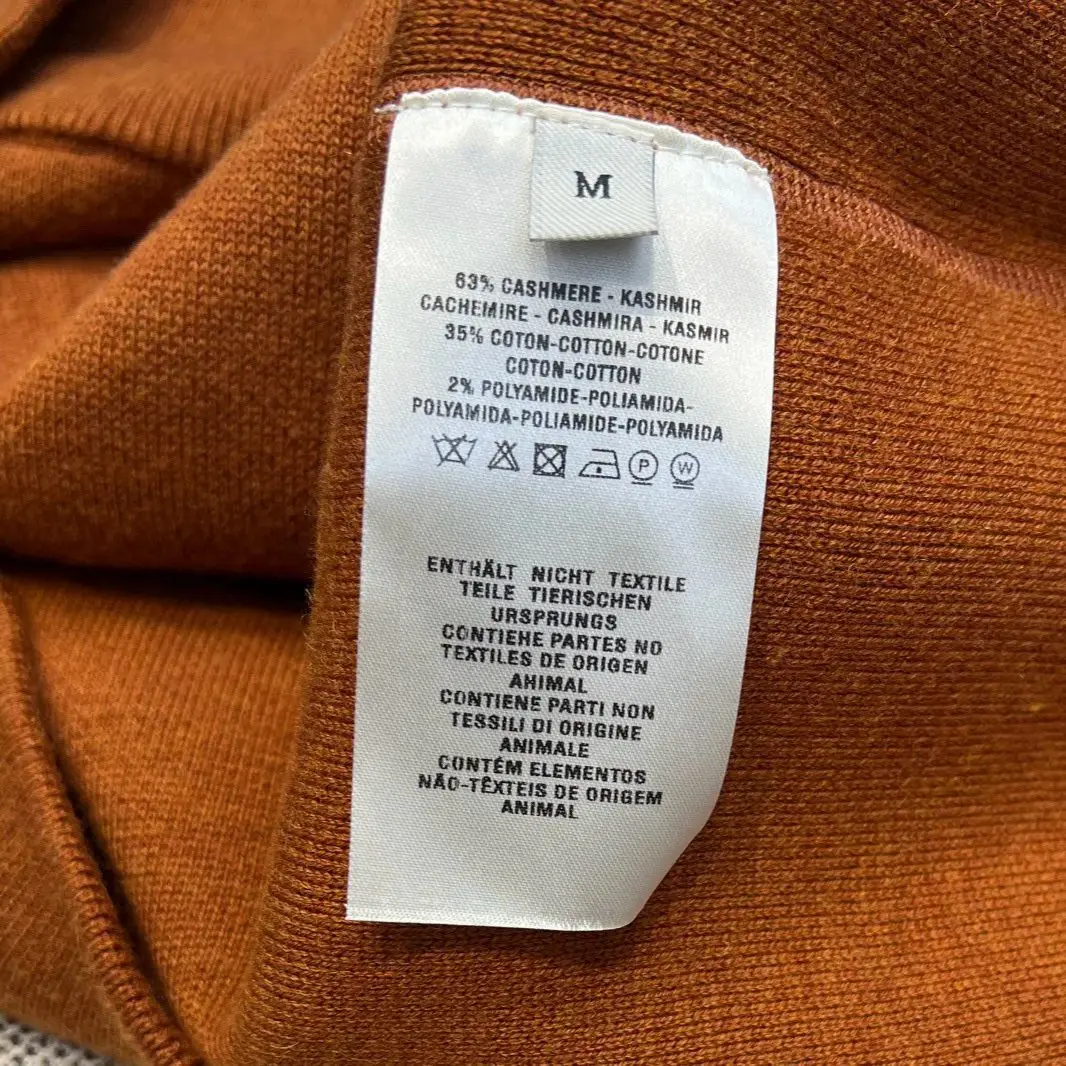 M
63% CASHMERE - KASHMIR
CACHEMIRE - CASHMIRA - KASMIR
35% COTON-COTTON-COTONE
COTON-COTTON
2% POLYAMIDE-POLIAMIDA-
POLYAMIDA-POLIAMIDE-POLYAMIDA
P W
ENTHÄLT NICHT TEXTILE
TEILE TIERISCHEN
URSPRUNGS
CONTIEHE PARTES NO
TEXTILES DE ORIGEN
AHIMAL
CONTIENE PARTI NON
TESSILI DI ORIGINE
ANIMALE
CONTÉM ELEMENTOS
NÃO-TÊXTEIS DE ORIGEM
ANIMAL